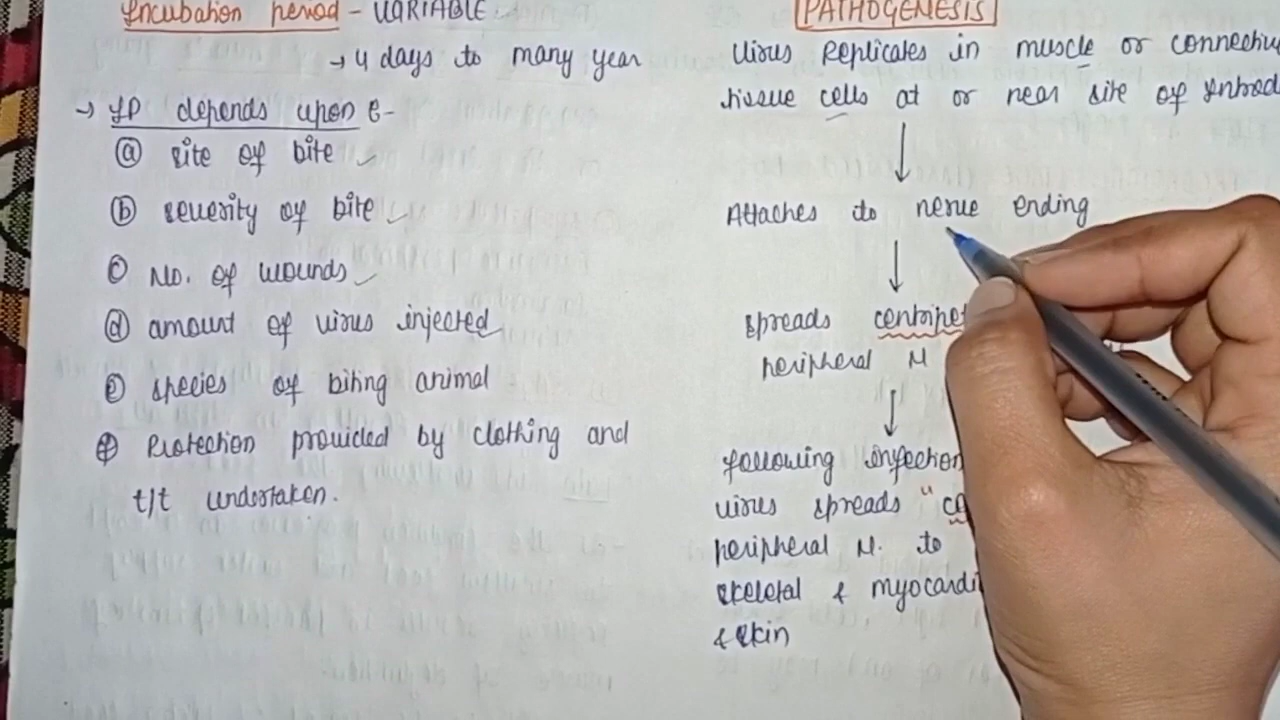 Incubation period - VARIABLE
→ 4 days to many year
→ IP depends upon :-
(a) site of bite
(b) severity of bite
(c) No. of wounds
(d) amount of virus injected
(e) species of biting animal
(f) Protection provided by clothing and
t/t undertaken.
PATHOGENESIS
Virus Replicates in muscle or connectiv
tissue cells at or near site of introd
Attaches to nerve ending
spreads centripet
peripheral N
following infection
virus spreads "ce
peripheral N. to
skeletal & myocardi
& skin